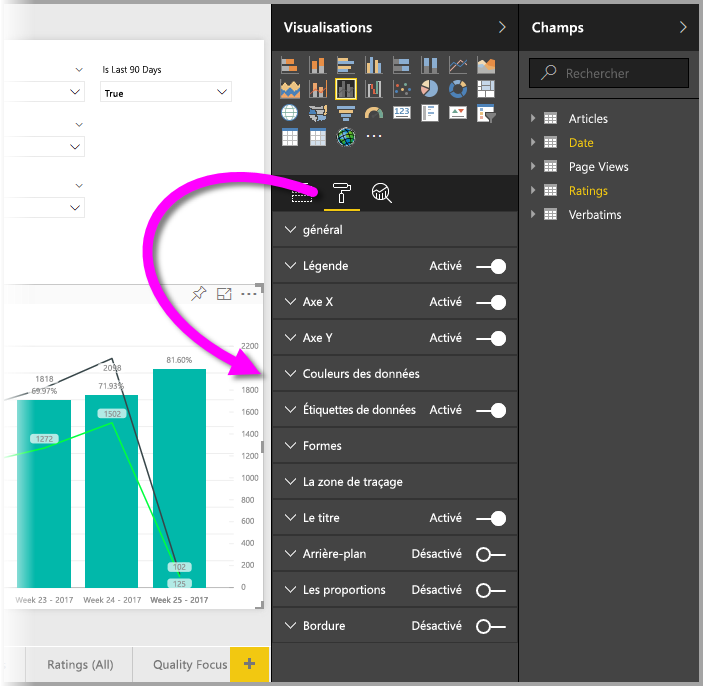 Is Last 90 Days
True
2200
1818
2098
81.60%
69.97%
71.93%
1800
1502
1600
1272
1400
1200
1000
800
600
400
102
200
125
0
Week 23 - 2017
Week 24 - 2017
Week 25 - 2017
Ratings (All)
Quality Focus
+
Visualisations
123
général
Légende Activé
Axe X Activé
Axe Y Activé
Couleurs des données
Étiquettes de données Activé
Formes
La zone de traçage
Le titre Activé
Arrière-plan Désactivé
Les proportions Désactivé
Bordure Désactivé
Champs
Rechercher
Articles
Date
Page Views
Ratings
Verbatims